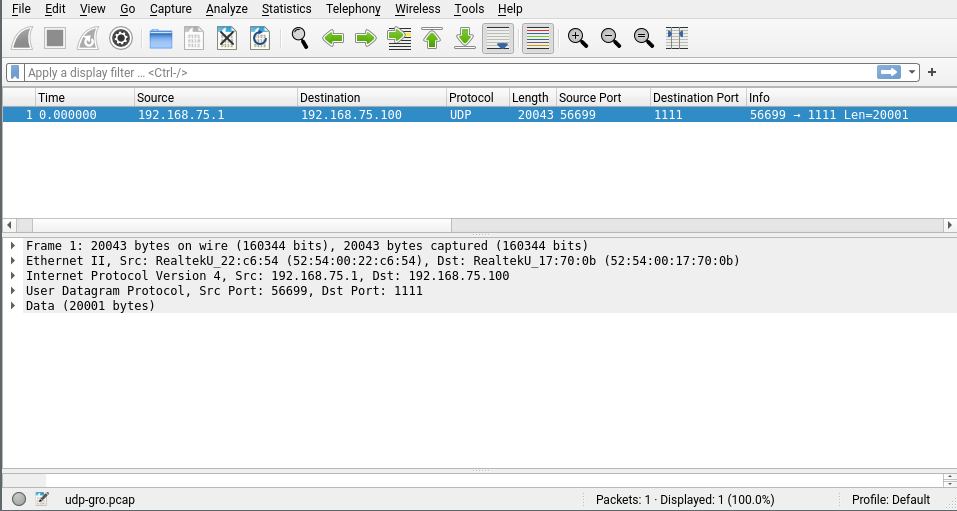 File Edit View Go Capture Analyze Statistics Telephony Wireless Tools Help
Apply a display filter … <Ctrl-/>
Time Source Destination Protocol Length Source Port Destination Port Info
1 0.000000 192.168.75.1 192.168.75.100 UDP 20043 56699 1111 56699 → 1111 Len=20001
Frame 1: 20043 bytes on wire (160344 bits), 20043 bytes captured (160344 bits)
Ethernet II, Src: RealtekU_22:c6:54 (52:54:00:22:c6:54), Dst: RealtekU_17:70:0b (52:54:00:17:70:0b)
Internet Protocol Version 4, Src: 192.168.75.1, Dst: 192.168.75.100
User Datagram Protocol, Src Port: 56699, Dst Port: 1111
Data (20001 bytes)
udp-gro.pcap Packets: 1 · Displayed: 1 (100.0%) Profile: Default